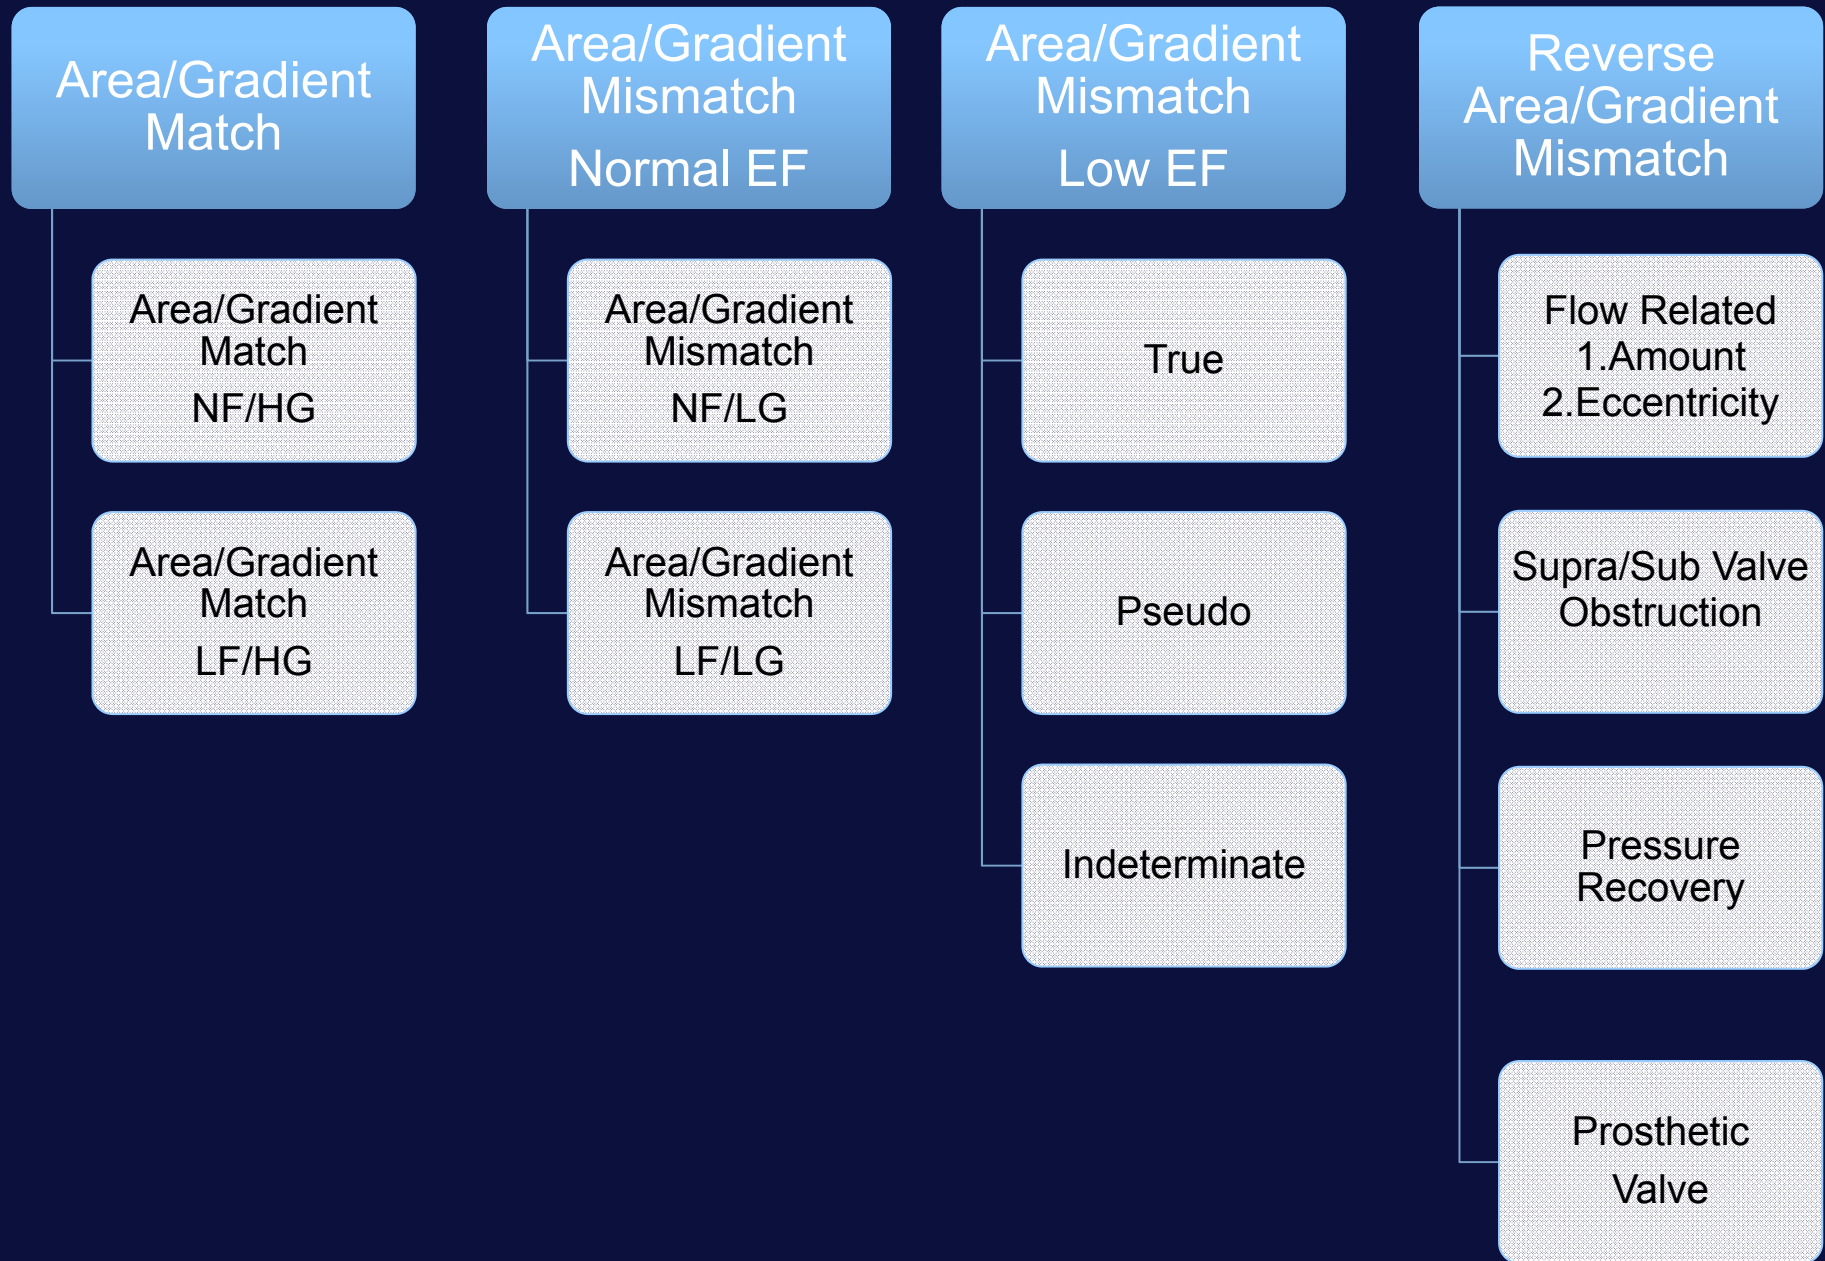 Area/Gradient
Match
Area/Gradient
Match
NF/HG
Area/Gradient
Match
LF/HG
Area/Gradient
Mismatch
Normal EF
Area/Gradient
Mismatch
NF/LG
Area/Gradient
Mismatch
LF/LG
Area/Gradient
Mismatch
Low EF
True
Pseudo
Indeterminate
Reverse
Area/Gradient
Mismatch
Flow Related
1.Amount
2.Eccentricity
Supra/Sub Valve
Obstruction
Pressure
Recovery
Prosthetic
Valve